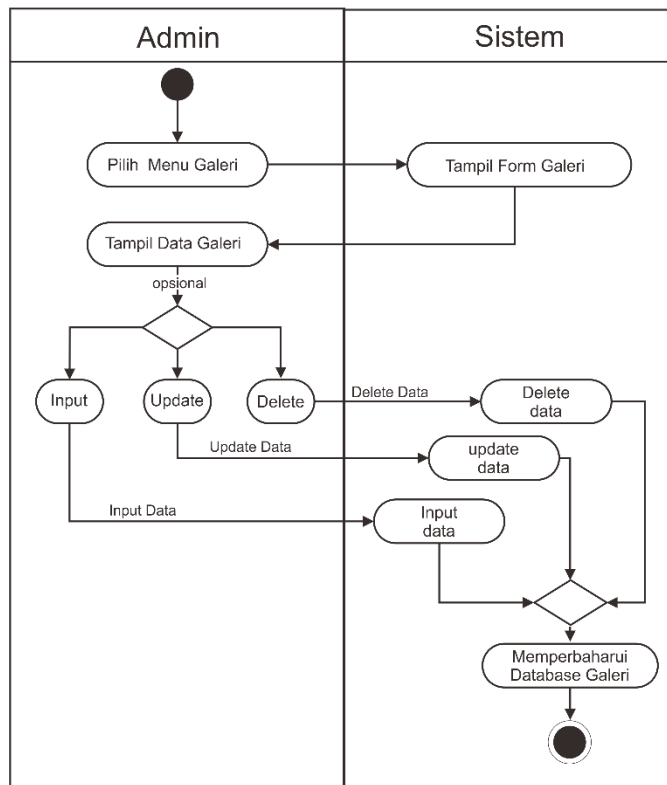 Admin
Sistem
Pilih Menu Galeri
Tampil Form Galeri
Tampil Data Galeri
opsional
Input
Update
Delete
Delete Data
Delete
data
Update Data
update
data
Input Data
Input
data
Memperbaharui
Database Galeri